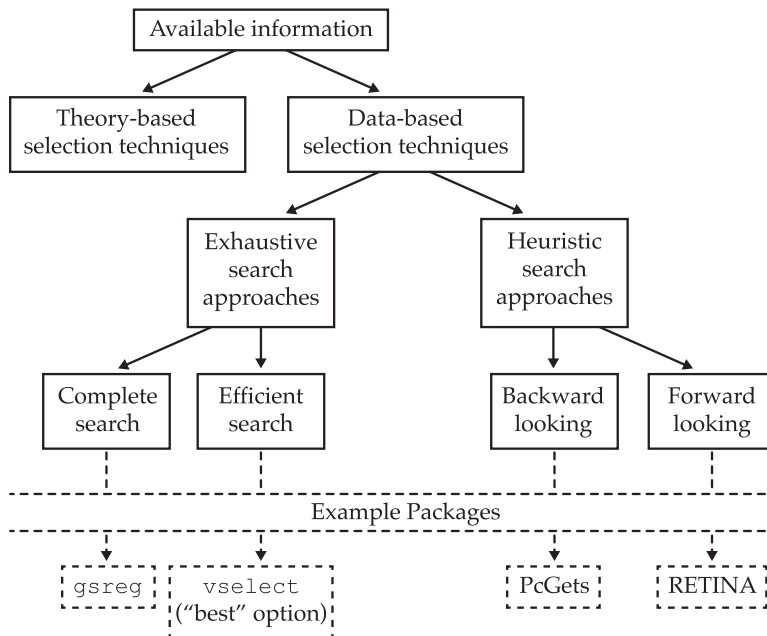 Available information
Theory-based
selection techniques
Data-based
selection techniques
Exhaustive
search
approaches
Heuristic
search
approaches
Complete
search
Efficient
search
Backward
looking
Forward
looking
Example Packages
gsreg
vselect
(“best” option)
PcGets
RETINA